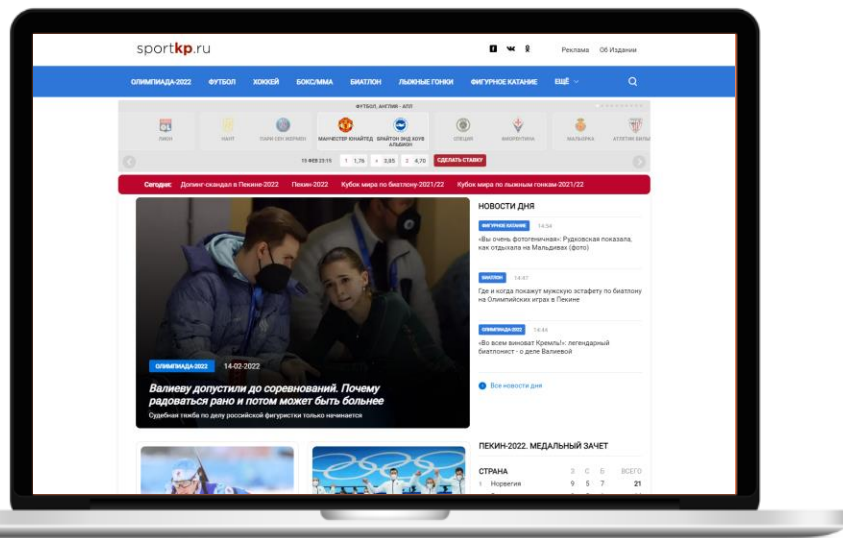 sportkp.ru
Реклама Об Издании
ОЛИМПИАДА-2022 ФУТБОЛ ХОККЕЙ БОКС/ММА БИАТЛОН ЛЫЖНЫЕ ГОНКИ ФИГУРНОЕ КАТАНИЕ ЕЩЁ
ФУТБОЛ, АНГЛИЯ - АПЛ
ЛИОН НАНТ ПАРИ СЕН-ЖЕРМЕН МАНЧЕСТЕР ЮНАЙТЕД БРАЙТОН ЭНД ХОУВ АЛЬБИОН СПЕЦИЯ ФИОРЕНТИНА МАЛЬОРКА АТЛЕТИК
15 ФЕВ 23:15 1 1,76 3,85 2 4,70 СДЕЛАТЬ СТАВКУ
Сегодня: Допинг-скандал в Пекине-2022 Пекин-2022 Кубок мира по биатлону-2021/22 Кубок мира по лыжным гонкам-2021/22
ОЛИМПИАДА-2022 14-02-2022
Валиеву допустили до соревнований. Почему
радоваться рано и потом может быть больнее
Судебная тяжба по делу российской фигуристки только начинается
НОВОСТИ ДНЯ
ФИГУРНОЕ КАТАНИЕ 14:54
«Вы очень фотогеничная»: Рудковская показала,
как отдыхала на Мальдивах (фото)
БИАТЛОН 14:47
Где и когда покажут мужскую эстафету по биатлону
на Олимпийских играх в Пекине
ОЛИМПИАДА-2022 14:44
«Во всем виноват Кремль!»: легендарный
биатлонист - о деле Валиевой
Все новости дня
ПЕКИН-2022. МЕДАЛЬНЫЙ ЗАЧЕТ
СТРАНА З С Б ВСЕГО
1 Норвегия 9 5 7 21